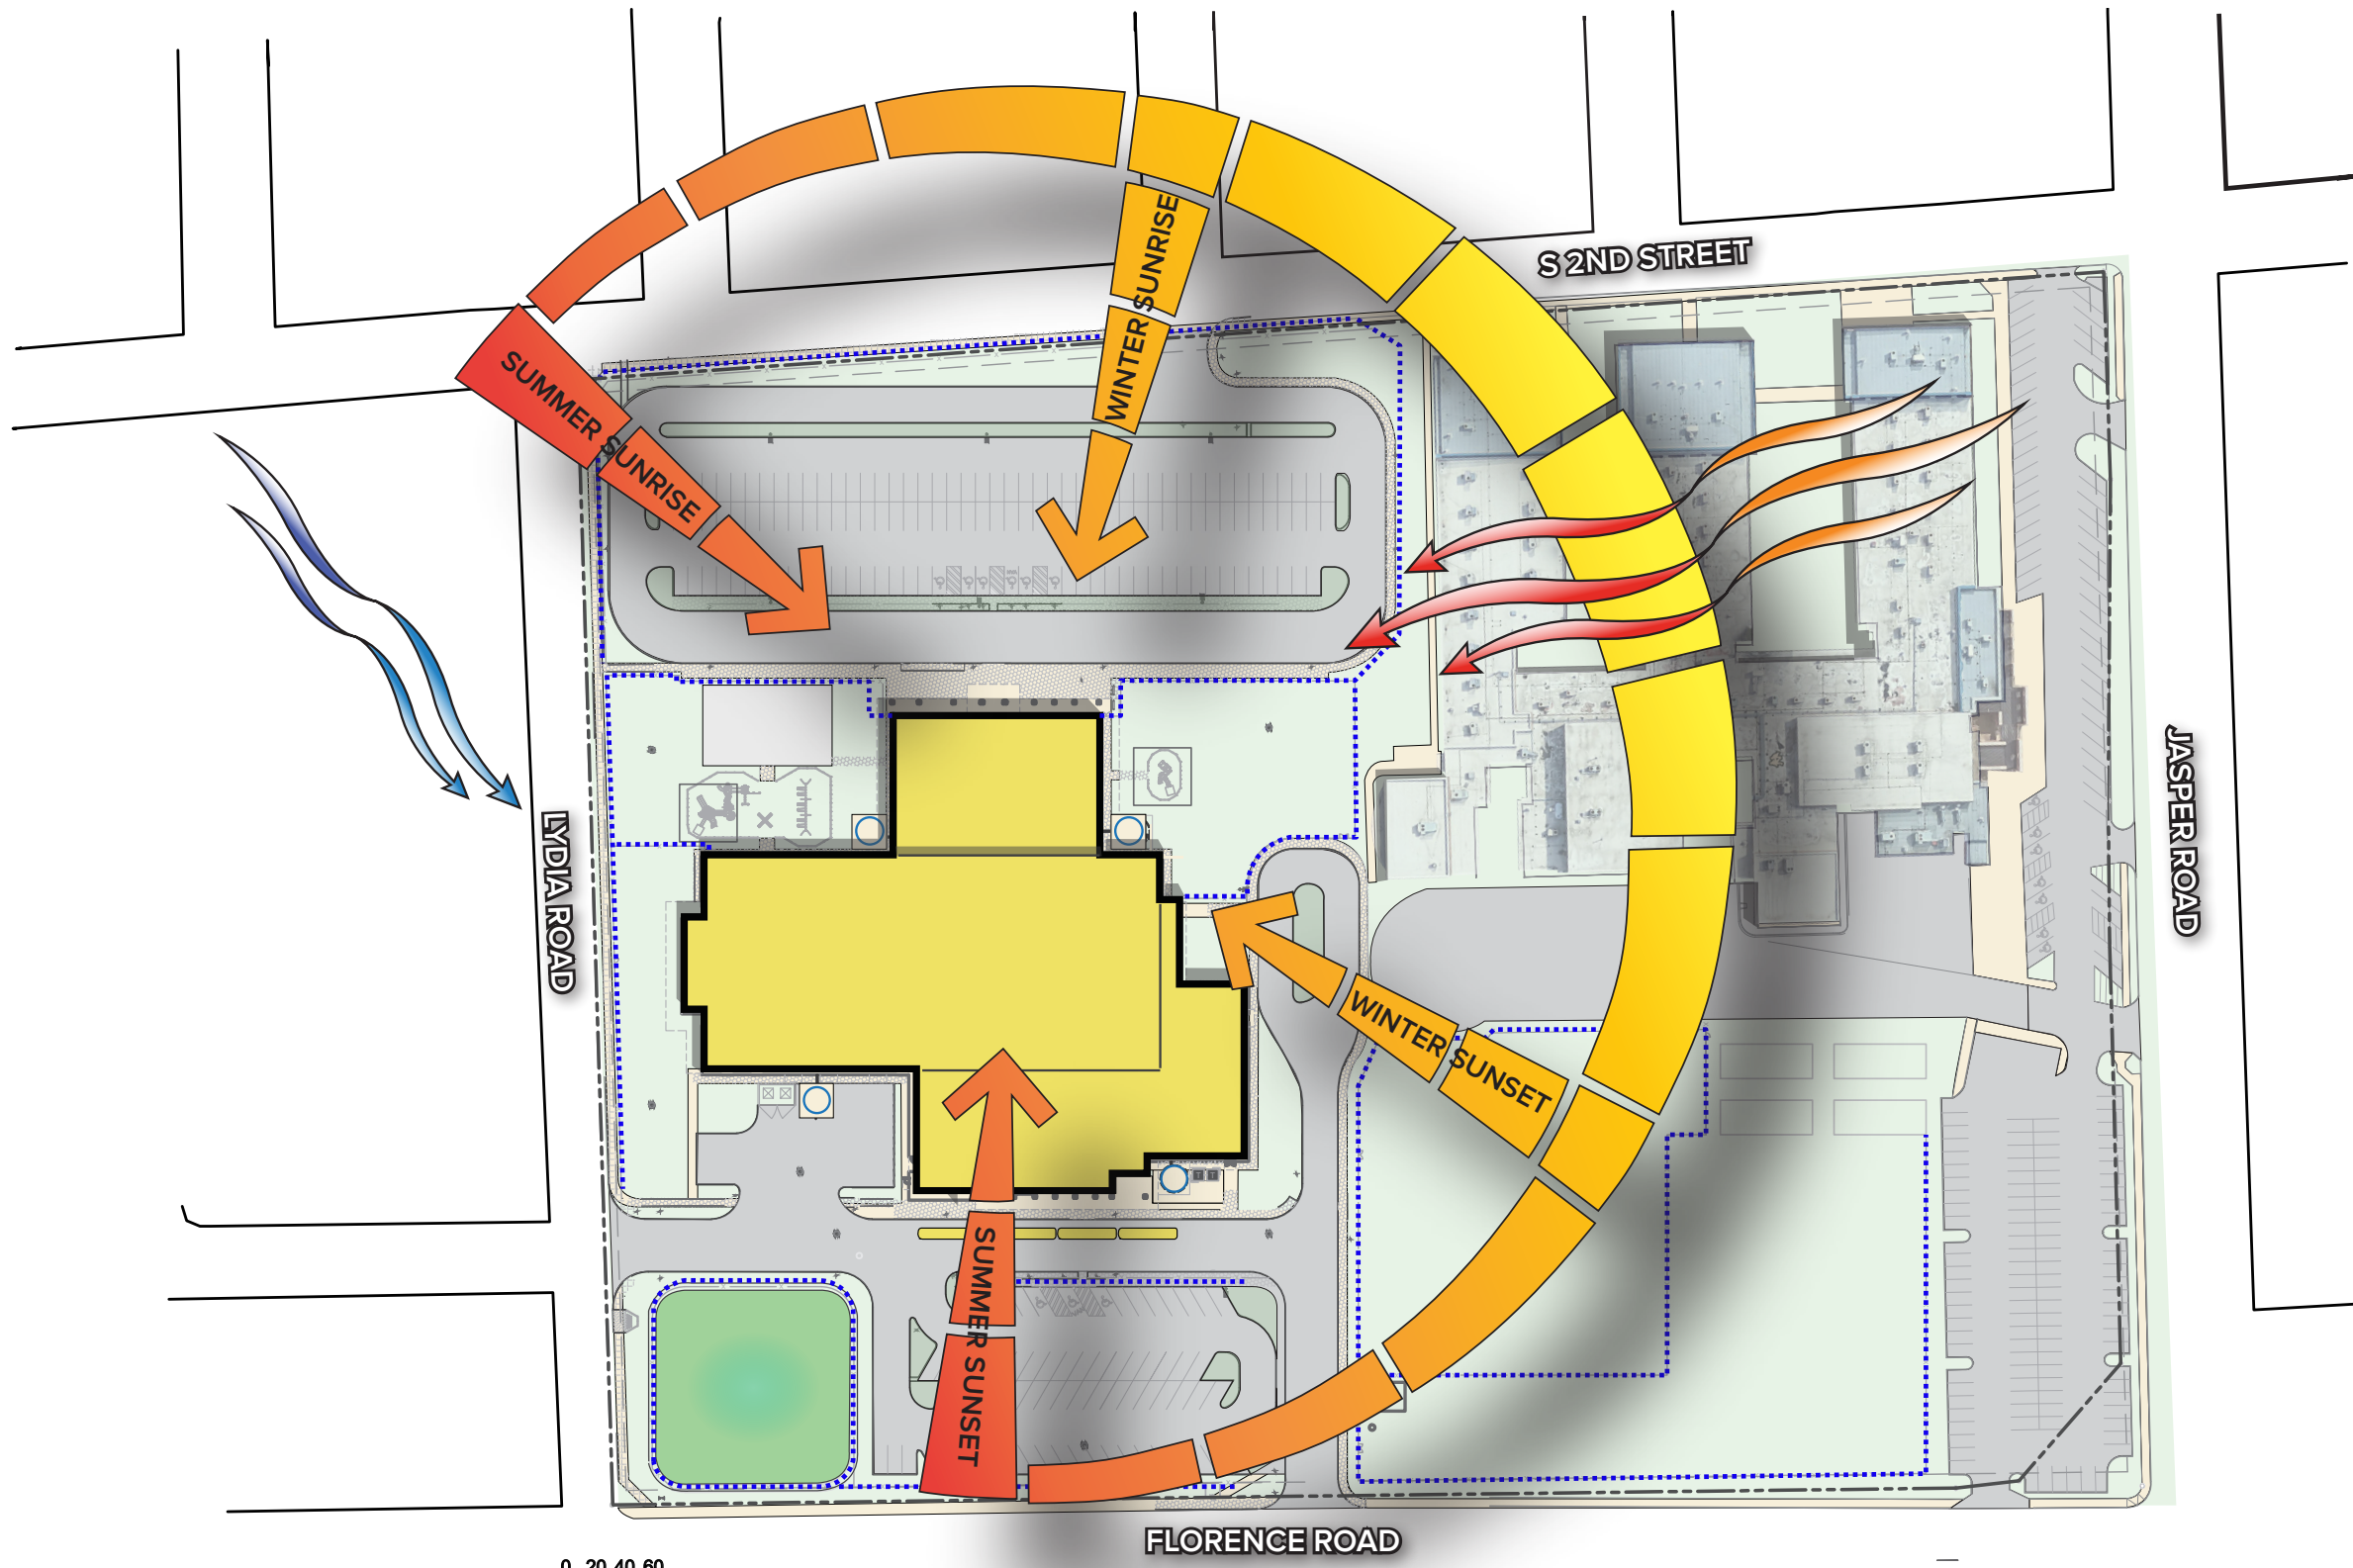 S 2ND STREET
WINTER SUNRISE
SUMMER SUNRISE
JASPER ROAD
LYDIA ROAD
WINTER SUNSET
SUMMER SUNSET
FLORENCE ROAD
0 20 40 60